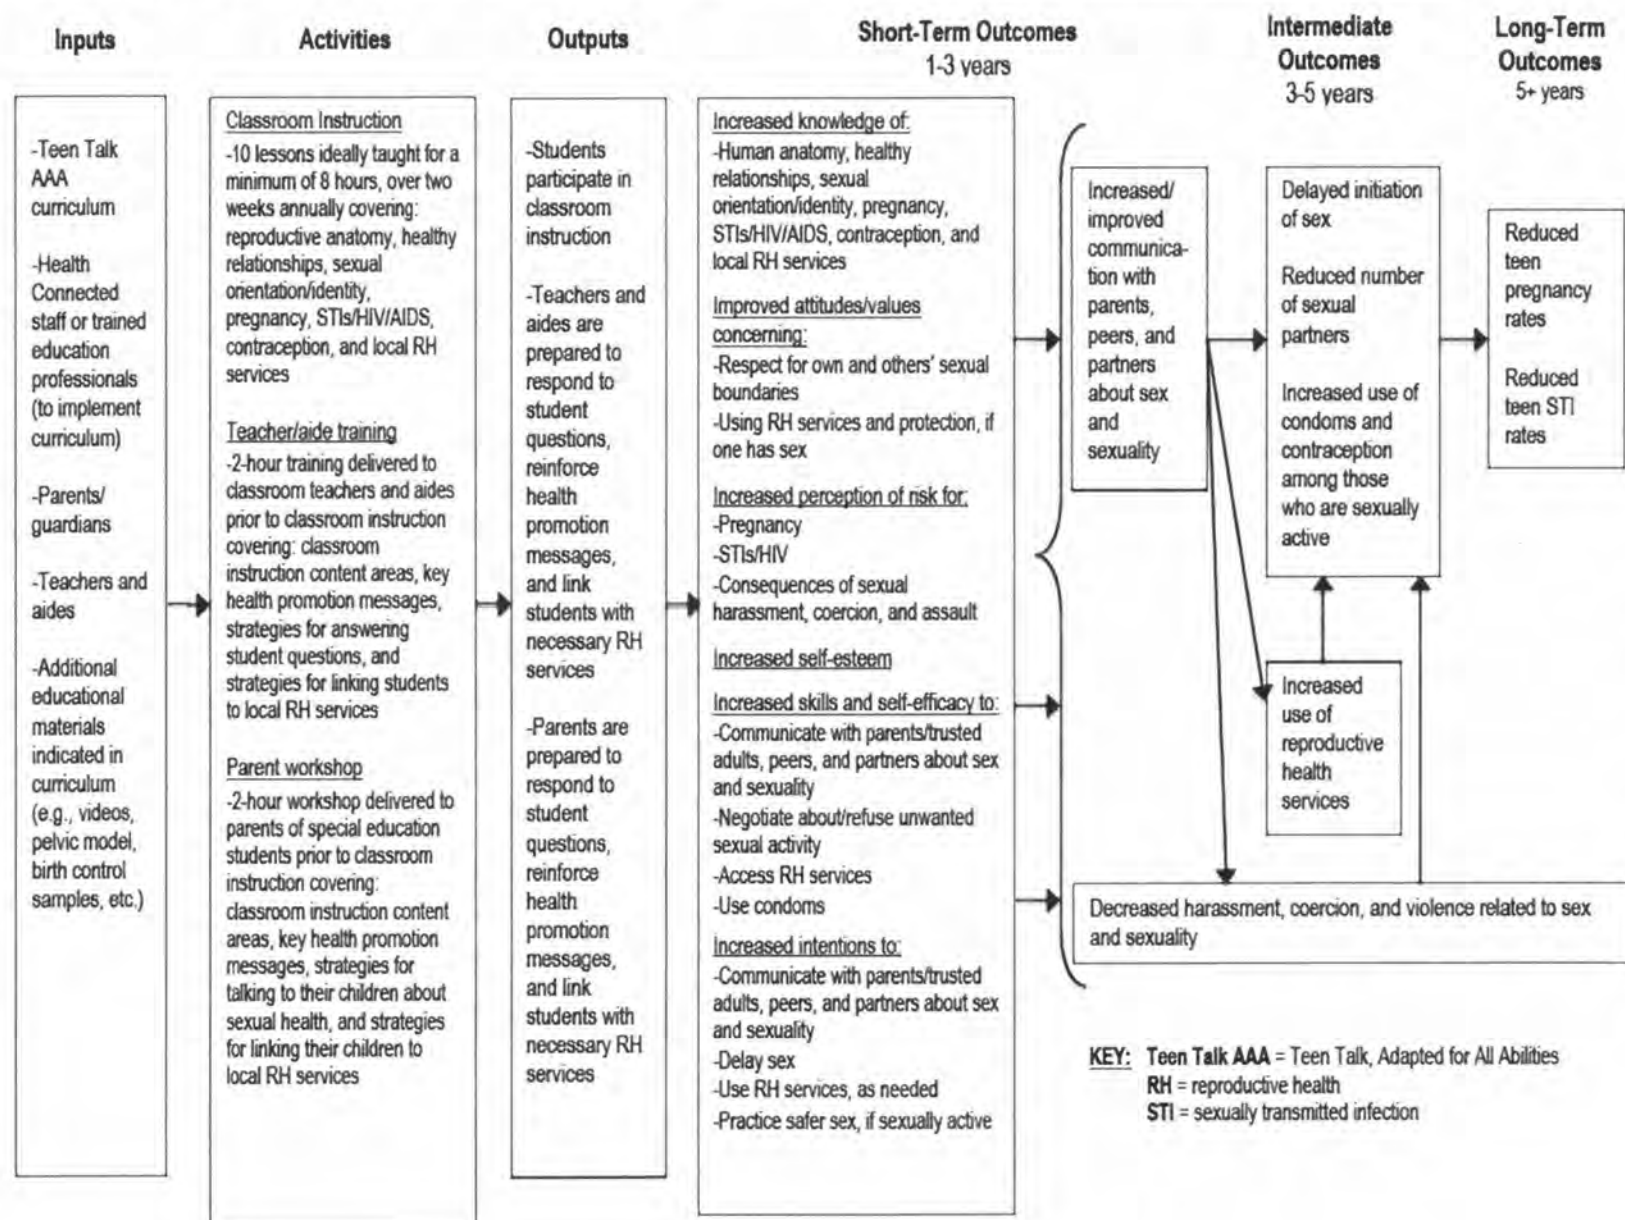 Inputs
Activities
Outputs
Short-Term Outcomes
1-3 years
Intermediate
Outcomes
3-5 years
Long-Term
Outcomes
5+ years
-Teen Talk
AAA
curriculum
-Health
Connected
staff or trained
education
professionals
(to implement
curriculum)
-Parents/
guardians
-Teachers and
aides
-Additional
educational
materials
indicated in
curriculum
(e.g., videos,
pelvic model,
birth control
samples, etc.)
Classroom Instruction
-10 lessons ideally taught for a
minimum of 8 hours, over two
weeks annually covering:
reproductive anatomy, healthy
relationships, sexual
orientation/identity,
pregnancy, STIs/HIV/AIDS,
contraception, and local RH
services
Teacher/aide training
-2-hour training delivered to
classroom teachers and aides
prior to classroom instruction
covering: classroom
instruction content areas, key
health promotion messages,
strategies for answering
student questions, and
strategies for linking students
to local RH services
Parent workshop
-2-hour workshop delivered to
parents of special education
students prior to classroom
instruction covering:
classroom instruction content
areas, key health promotion
messages, strategies for
talking to their children about
sexual health, and strategies
for linking their children to
local RH services
-Students
participate in
classroom
instruction
-Teachers and
aides are
prepared to
respond to
student
questions,
reinforce
health
promotion
messages,
and link
students with
necessary RH
services
-Parents are
prepared to
respond to
student
questions,
reinforce
health
promotion
messages,
and link
students with
necessary RH
services
Increased knowledge of:
-Human anatomy, healthy
relationships, sexual
orientation/identity, pregnancy,
STIs/HIV/AIDS, contraception, and
local RH services
Improved attitudes/values
concerning:
-Respect for own and others' sexual
boundaries
-Using RH services and protection, if
one has sex
Increased perception of risk for:
-Pregnancy
-STIs/HIV
-Consequences of sexual
harassment, coercion, and assault
Increased self-esteem
Increased skills and self-efficacy to:
-Communicate with parents/trusted
adults, peers, and partners about sex
and sexuality
-Negotiate about/refuse unwanted
sexual activity
-Access RH services
-Use condoms
Increased intentions to:
-Communicate with parents/trusted
adults, peers, and partners about sex
and sexuality
-Delay sex
-Use RH services, as needed
-Practice safer sex, if sexually active
Increased/
improved
communica-
tion with
parents,
peers, and
partners
about sex
and
sexuality
Delayed initiation
of sex
Reduced number
of sexual
partners
Increased use of
condoms and
contraception
among those
who are sexually
active
Reduced
teen
pregnancy
rates
Reduced
teen STI
rates
Increased
use of
reproductive
health
services
Decreased harassment, coercion, and violence related to sex
and sexuality
KEY: Teen Talk AAA = Teen Talk, Adapted for All Abilities
RH = reproductive health
STI = sexually transmitted infection